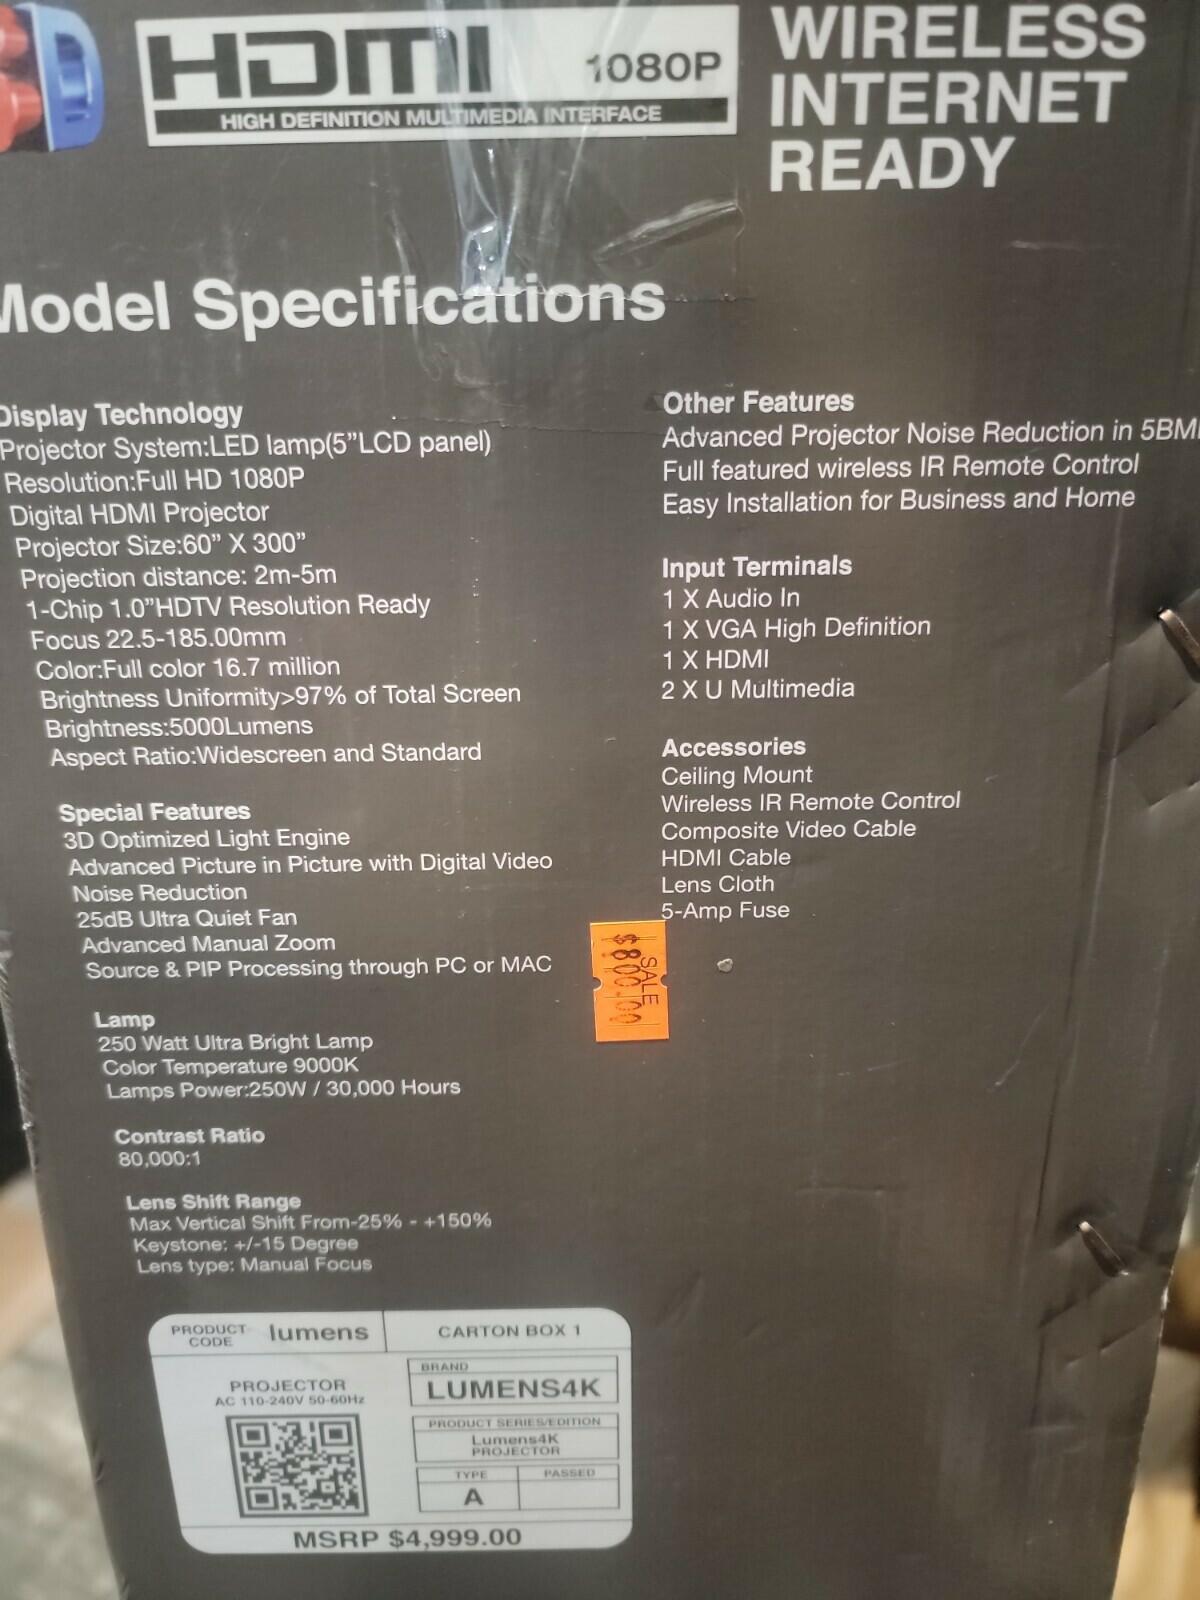 HDMI 1080P
HIGH DEFINITION MULTIMEDIA INTERFACE
WIRELESS
INTERNET
READY
Model Specifications
Display Technology
Projector System:LED lamp(5”LCD panel)
Resolution:Full HD 1080P
Digital HDMI Projector
Projector Size:60” X 300”
Projection distance: 2m-5m
1-Chip 1.0”HDTV Resolution Ready
Focus 22.5-185.00mm
Color:Full color 16.7 million
Brightness Uniformity>97% of Total Screen
Brightness:5000Lumens
Aspect Ratio:Widescreen and Standard
Special Features
3D Optimized Light Engine
Advanced Picture in Picture with Digital Video
Noise Reduction
25dB Ultra Quiet Fan
Advanced Manual Zoom
Source & PIP Processing through PC or MAC
Lamp
250 Watt Ultra Bright Lamp
Color Temperature 9000K
Lamps Power:250W / 30,000 Hours
Contrast Ratio
80,000:1
Lens Shift Range
Max Vertical Shift From-25% - +150%
Keystone: +/-15 Degree
Lens type: Manual Focus
Other Features
Advanced Projector Noise Reduction in 5BM
Full featured wireless IR Remote Control
Easy Installation for Business and Home
Input Terminals
1 X Audio In
1 X VGA High Definition
1 X HDMI
2 X U Multimedia
Accessories
Ceiling Mount
Wireless IR Remote Control
Composite Video Cable
HDMI Cable
Lens Cloth
5-Amp Fuse
SALE
$800.00
PRODUCT CODE lumens
CARTON BOX 1
PROJECTOR
AC 110-240V 50-60Hz
BRAND
LUMENS4K
PRODUCT SERIES/EDITION
Lumens4K
PROJECTOR
TYPE PASSED
A
MSRP $4,999.00